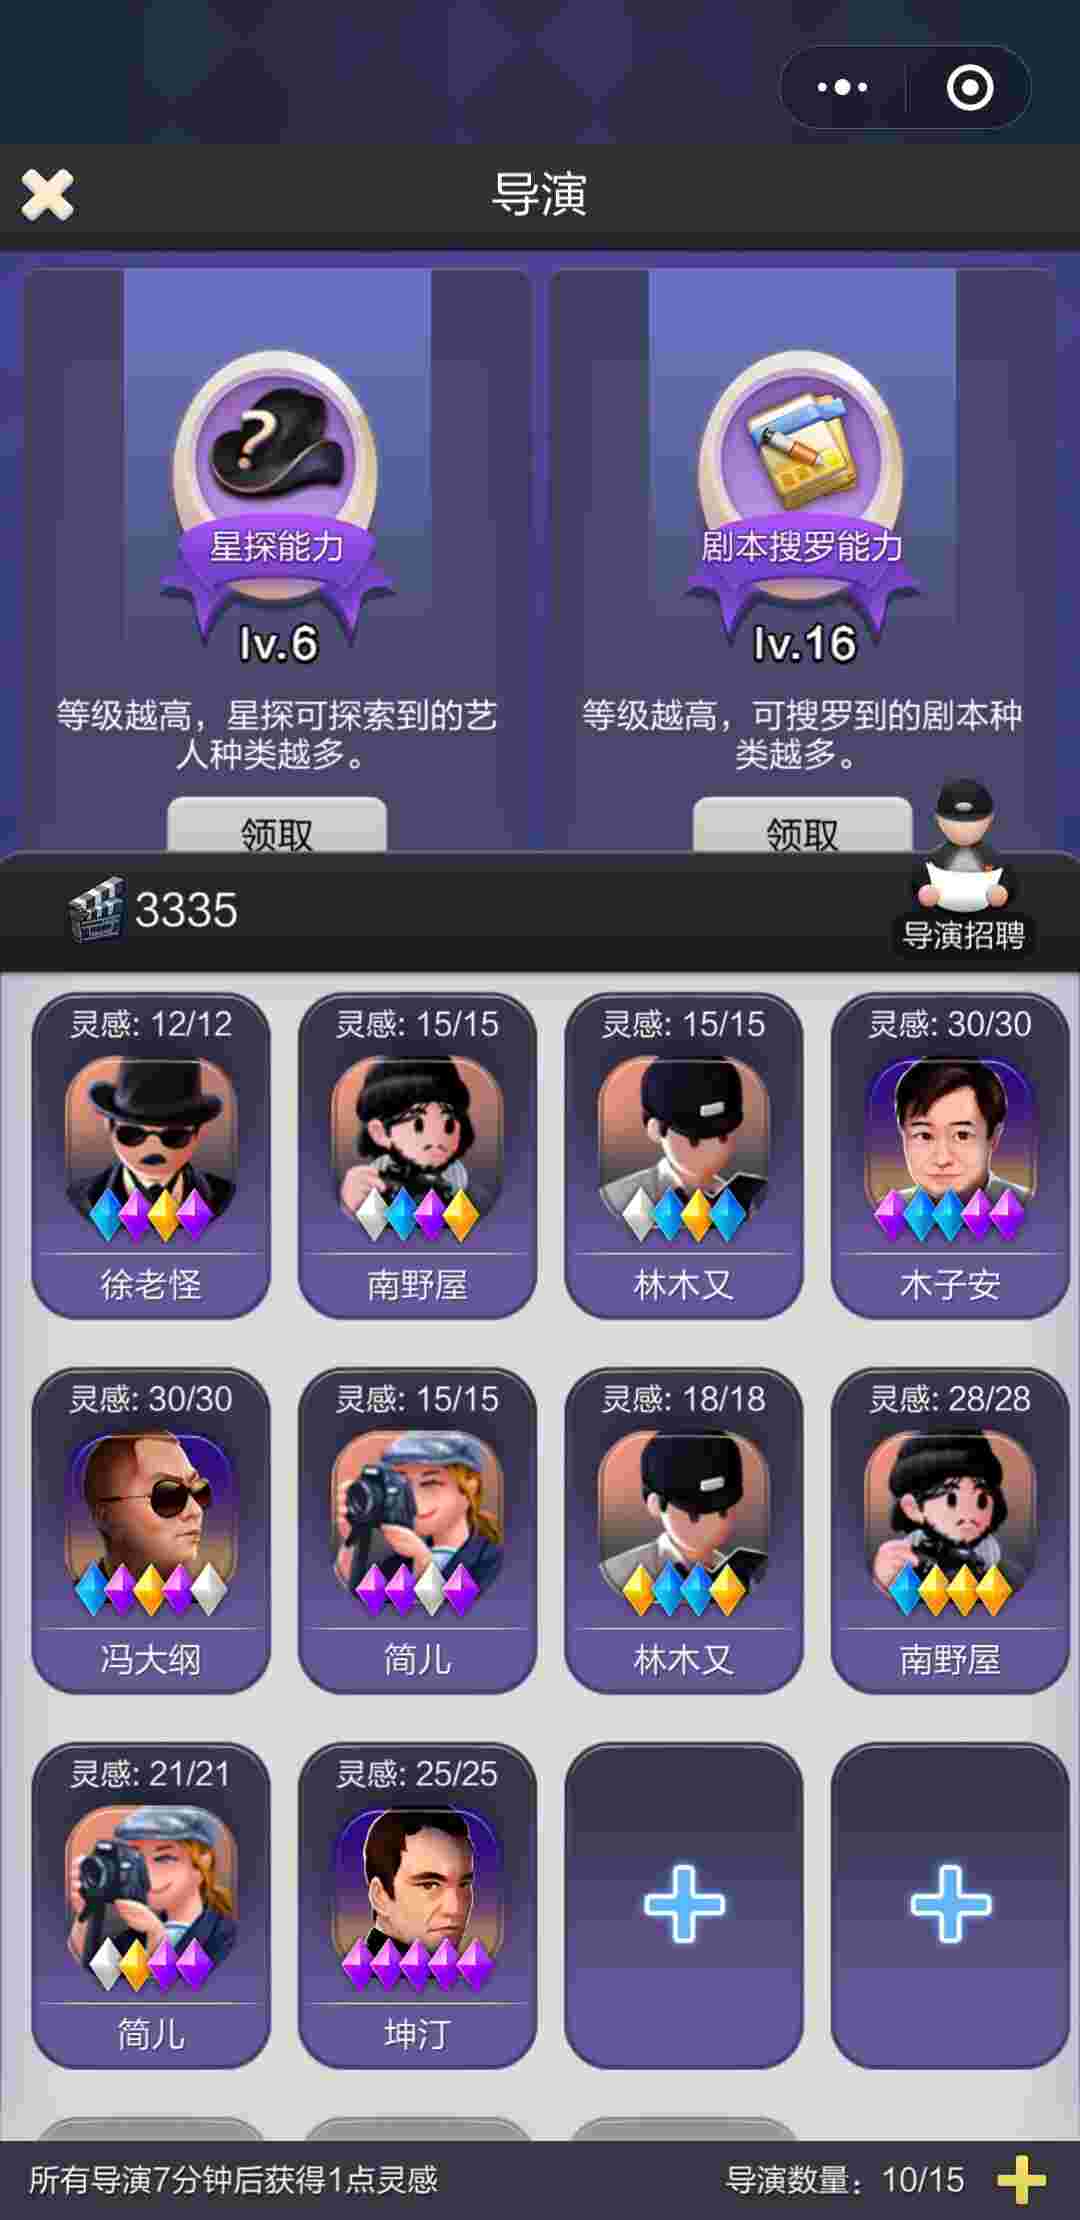 导演
星探能力
剧本搜罗能力
lv.6
lv.16
等级越高，星探可探索到的艺
人种类越多。
等级越高，可搜罗到的剧本种
类越多。
领取
领取
3335
导演招聘
灵感: 12/12
灵感: 15/15
灵感: 15/15
灵感: 30/30
徐老怪
南野屋
林木又
木子安
灵感: 30/30
灵感: 15/15
灵感: 18/18
灵感: 28/28
冯大纲
简儿
林木又
南野屋
灵感: 21/21
灵感: 25/25
简儿
坤汀
所有导演7分钟后获得1点灵感
导演数量：10/15